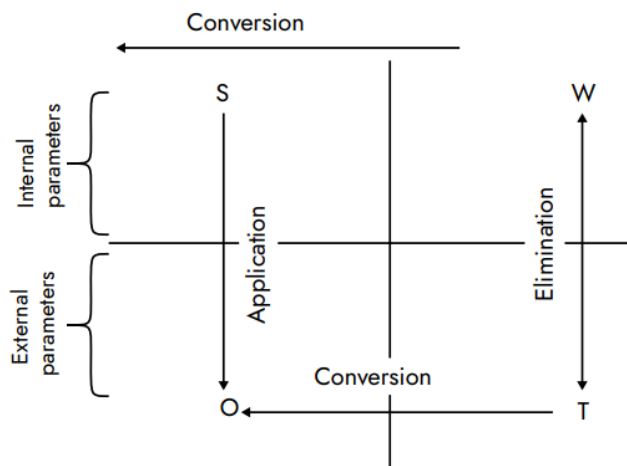 Conversion
S
W
Internal
parameters
Application
Elimination
External
parameters
Conversion
O
T